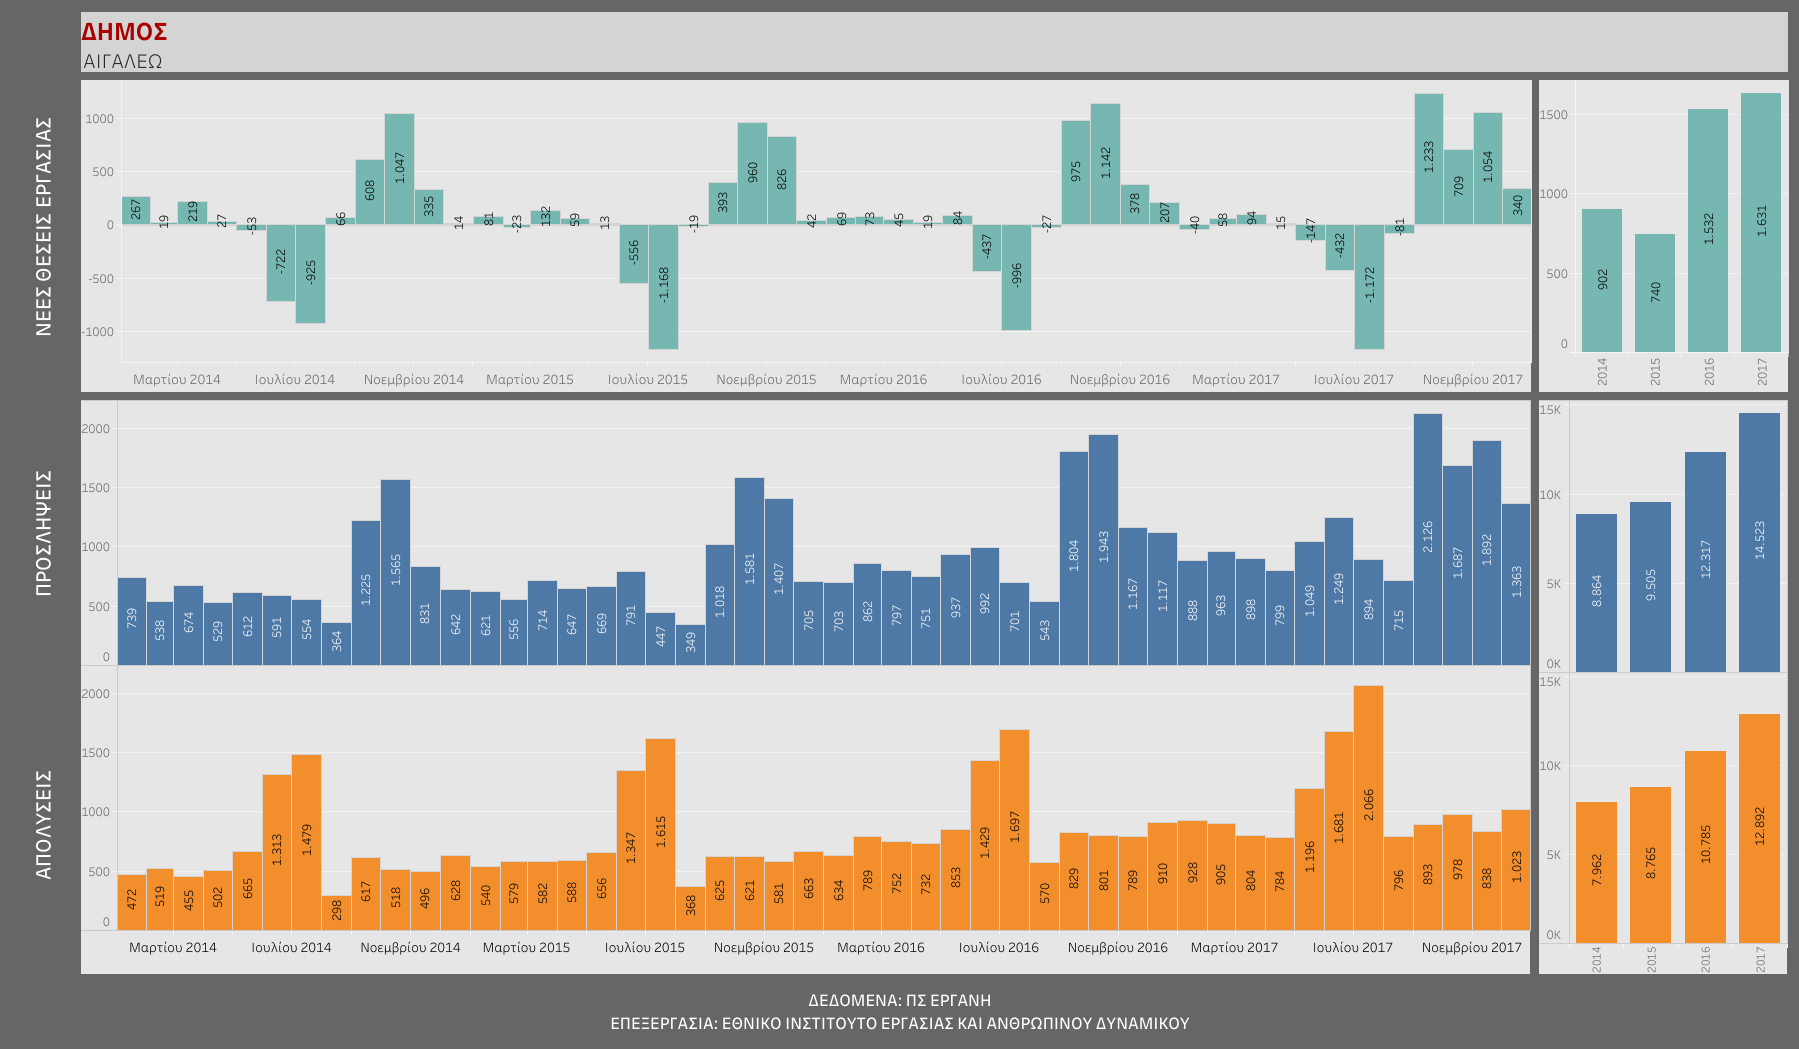 ΔΗΜΟΣ
ΑΙΓΑΛΕΩ
ΝΕΕΣ ΘΕΣΕΙΣ ΕΡΓΑΣΙΑΣ
1000
500
0
-500
-1000
267 19 219 27 -53 -722 -925 66 608 1.047 335 14 81 -23 132 59 13 -556 -1.168 -19 393 960 826 42 69 73 45 19 84 -437 -996 -27 975 1.142 378 207 -40 58 94 15 -147 -432 -1.172 -81 1.233 709 1.054 340
Μαρτίου 2014 Ιουλίου 2014 Νοεμβρίου 2014 Μαρτίου 2015 Ιουλίου 2015 Νοεμβρίου 2015 Μαρτίου 2016 Ιουλίου 2016 Νοεμβρίου 2016 Μαρτίου 2017 Ιουλίου 2017 Νοεμβρίου 2017
1500
1000
500
0
902 740 1.532 1.631
2014 2015 2016 2017
ΠΡΟΣΛΗΨΕΙΣ
2000
1500
1000
500
0
739 538 674 529 612 591 554 364 1.225 1.565 831 642 621 556 714 647 669 791 447 349 1.018 1.581 1.407 705 703 862 797 751 937 992 701 543 1.804 1.943 1.167 1.117 888 963 898 799 1.049 1.249 894 715 2.126 1.687 1.892 1.363
15K
10K
5K
0K
8.864 9.505 12.317 14.523
ΑΠΟΛΥΣΕΙΣ
2000
1500
1000
500
0
472 519 455 502 665 1.313 1.479 298 617 518 496 628 540 579 582 588 656 1.347 1.615 368 625 621 581 663 634 789 752 732 853 1.429 1.697 570 829 801 789 910 928 905 804 784 1.196 1.681 2.066 796 893 978 838 1.023
Μαρτίου 2014 Ιουλίου 2014 Νοεμβρίου 2014 Μαρτίου 2015 Ιουλίου 2015 Νοεμβρίου 2015 Μαρτίου 2016 Ιουλίου 2016 Νοεμβρίου 2016 Μαρτίου 2017 Ιουλίου 2017 Νοεμβρίου 2017
15K
10K
5K
0K
7.962 8.765 10.785 12.892
2014 2015 2016 2017
ΔΕΔΟΜΕΝΑ: ΠΣ ΕΡΓΑΝΗ
ΕΠΕΞΕΡΓΑΣΙΑ: ΕΘΝΙΚΟ ΙΝΣΤΙΤΟΥΤΟ ΕΡΓΑΣΙΑΣ ΚΑΙ ΑΝΘΡΩΠΙΝΟΥ ΔΥΝΑΜΙΚΟΥ